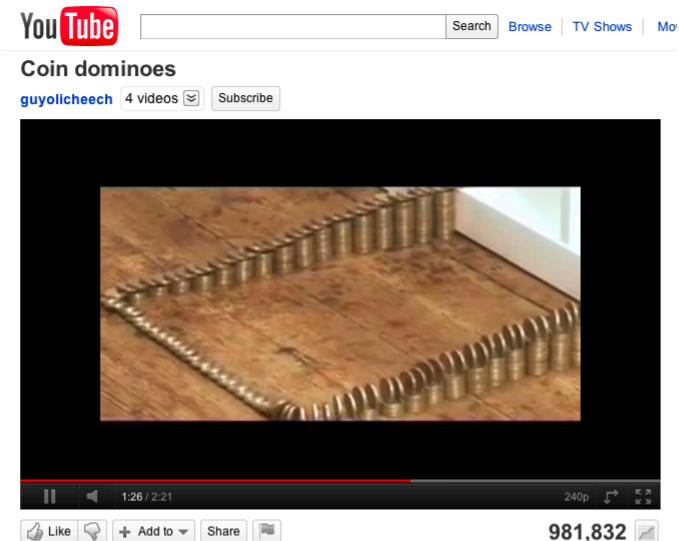 YouTube Search Browse TV Shows
Coin dominoes
guyolicheech 4 videos Subscribe
1:26 / 2:21 240p
Like Add to Share 981,832